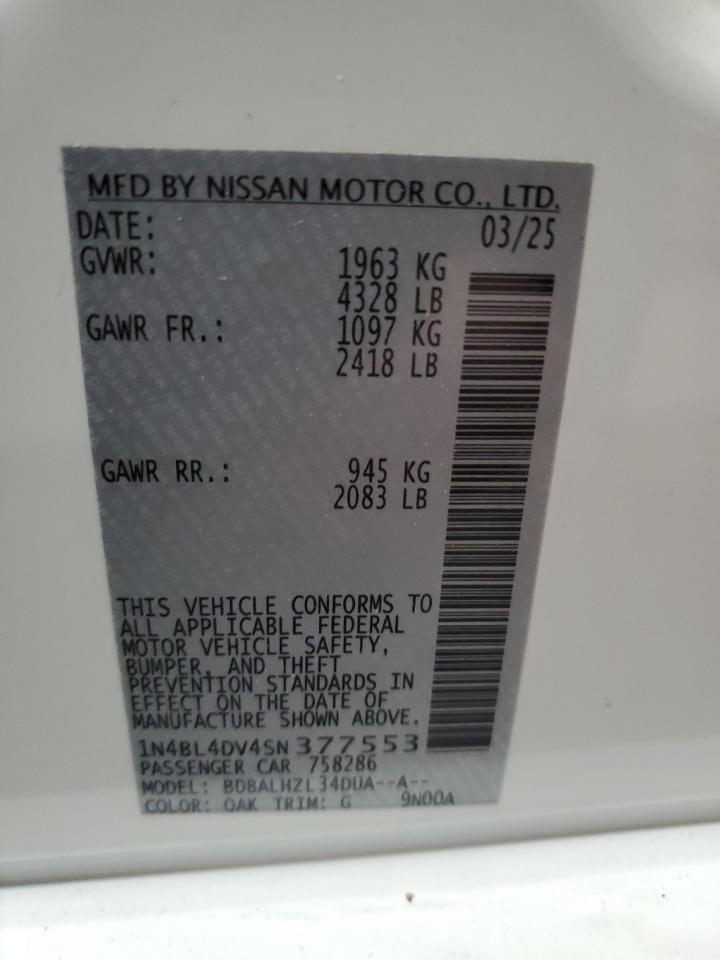 MFD BY NISSAN MOTOR CO., LTD.
DATE: 03/25
GVWR: 1963 KG
4328 LB
GAWR FR.: 1097 KG
2418 LB
GAWR RR.: 945 KG
2083 LB
THIS VEHICLE CONFORMS TO
ALL APPLICABLE FEDERAL
MOTOR VEHICLE SAFETY,
BUMPER, AND THEFT
PREVENTION STANDARDS IN
EFFECT ON THE DATE OF
MANUFACTURE SHOWN ABOVE.
1N4BL4DV4SN377553
PASSENGER CAR 758286
MODEL: BDBALHZL34DUA--A--
COLOR: QAK TRIM: G 9N00A